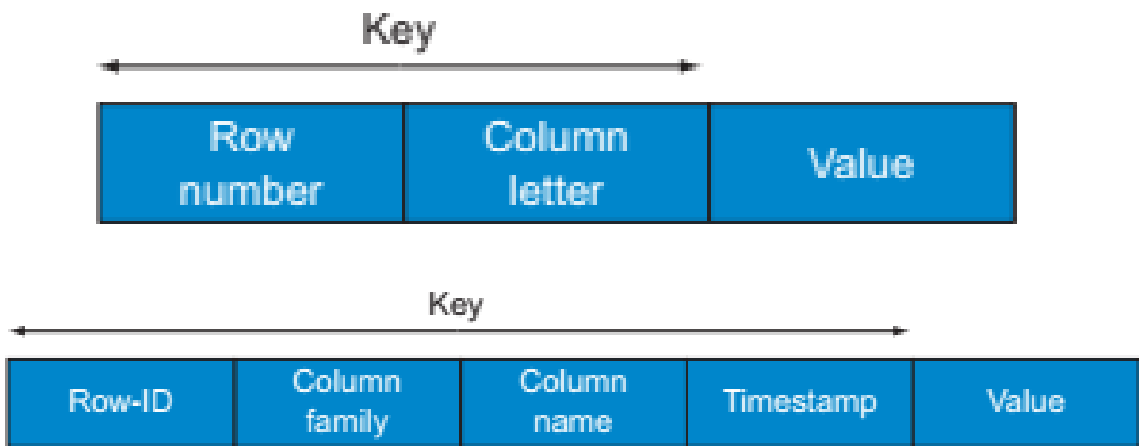 Key
Row number
Column letter
Value
Key
Row-ID
Column family
Column name
Timestamp
Value